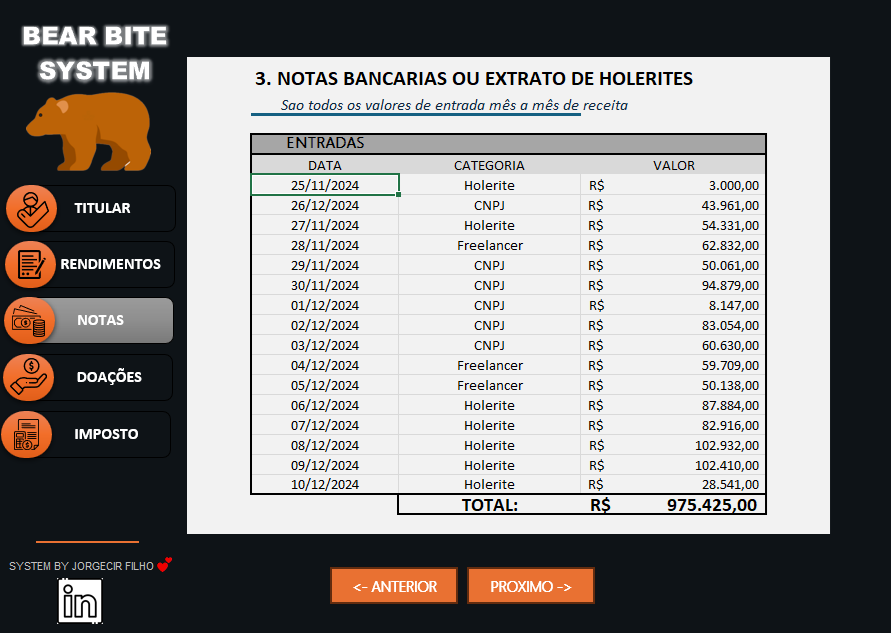 BEAR BITE
SYSTEM
TITULAR
RENDIMENTOS
NOTAS
DOAÇÕES
IMPOSTO
SYSTEM BY JORGECIR FILHO
in
3. NOTAS BANCARIAS OU EXTRATO DE HOLERITES
Sao todos os valores de entrada mês a mês de receita
ENTRADAS
DATA CATEGORIA VALOR
25/11/2024 Holerite R$ 3.000,00
26/12/2024 CNPJ R$ 43.961,00
27/11/2024 Holerite R$ 54.331,00
28/11/2024 Freelancer R$ 62.832,00
29/11/2024 CNPJ R$ 50.061,00
30/11/2024 CNPJ R$ 94.879,00
01/12/2024 CNPJ R$ 8.147,00
02/12/2024 CNPJ R$ 83.054,00
03/12/2024 CNPJ R$ 60.630,00
04/12/2024 Freelancer R$ 59.709,00
05/12/2024 Freelancer R$ 50.138,00
06/12/2024 Holerite R$ 87.884,00
07/12/2024 Holerite R$ 82.916,00
08/12/2024 Holerite R$ 102.932,00
09/12/2024 Holerite R$ 102.410,00
10/12/2024 Holerite R$ 28.541,00
TOTAL: R$ 975.425,00
<- ANTERIOR
PROXIMO ->